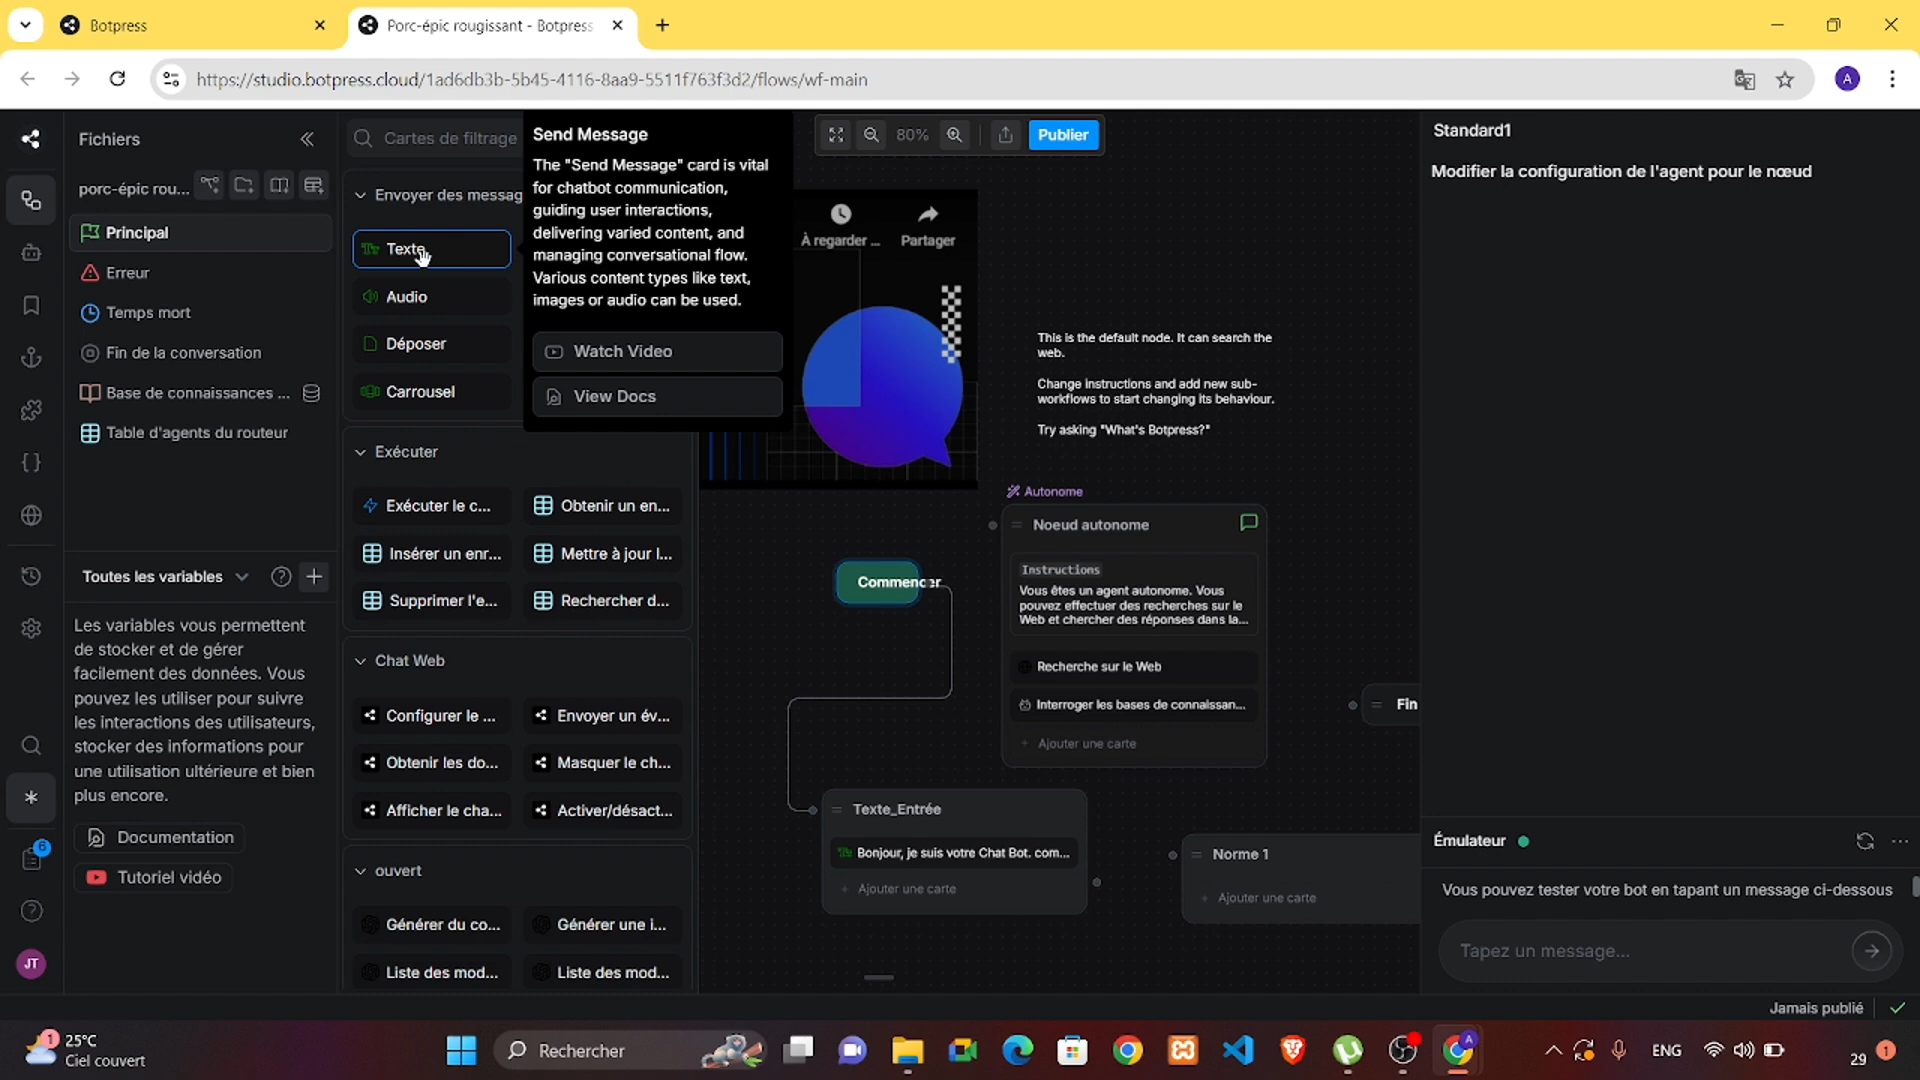 Botpress
Porc-épic rougissant - Botpress
https://studio.botpress.cloud/1ad6db3b-5b45-4116-8aa9-5511f763f3d2/flows/wf-main
A
Fichiers
porc-épic rou...
Principal
Erreur
Temps mort
Fin de la conversation
Base de connaissances ...
Table d'agents du routeur
Toutes les variables
Les variables vous permettent
de stocker et de gérer
facilement des données. Vous
pouvez les utiliser pour suivre
les interactions des utilisateurs,
stocker des informations pour
une utilisation ultérieure et bien
plus encore.
Documentation
Tutoriel vidéo
6
JT
Cartes de filtrage
Envoyer des messag
Texte
Audio
Déposer
Carrousel
Send Message
The "Send Message" card is vital
for chatbot communication,
guiding user interactions,
delivering varied content, and
managing conversational flow.
Various content types like text,
images or audio can be used.
Watch Video
View Docs
Exécuter
Exécuter le c...
Obtenir un en...
Insérer un enr...
Mettre à jour l...
Supprimer l'e...
Rechercher d...
Chat Web
Configurer le ...
Envoyer un év...
Obtenir les do...
Masquer le ch...
Afficher le cha...
Activer/désact...
ouvert
Générer du co...
Générer une i...
Liste des mod...
Liste des mod...
80%
Publier
À regarder ...
Partager
This is the default node. It can search the
web.
Change instructions and add new sub-
workflows to start changing its behaviour.
Try asking "What's Botpress?"
Autonome
Noeud autonome
Instructions
Vous êtes un agent autonome. Vous
pouvez effectuer des recherches sur le
Web et chercher des réponses dans la...
Recherche sur le Web
Interroger les bases de connaissan...
Ajouter une carte
Commencer
Fin
Texte_Entrée
Bonjour, je suis votre Chat Bot. com...
Ajouter une carte
Norme 1
Ajouter une carte
Standard1
Modifier la configuration de l'agent pour le nœud
Émulateur
Vous pouvez tester votre bot en tapant un message ci-dessous
Tapez un message...
Jamais publié
1
25°C
Ciel couvert
Rechercher
A
ENG
29
1